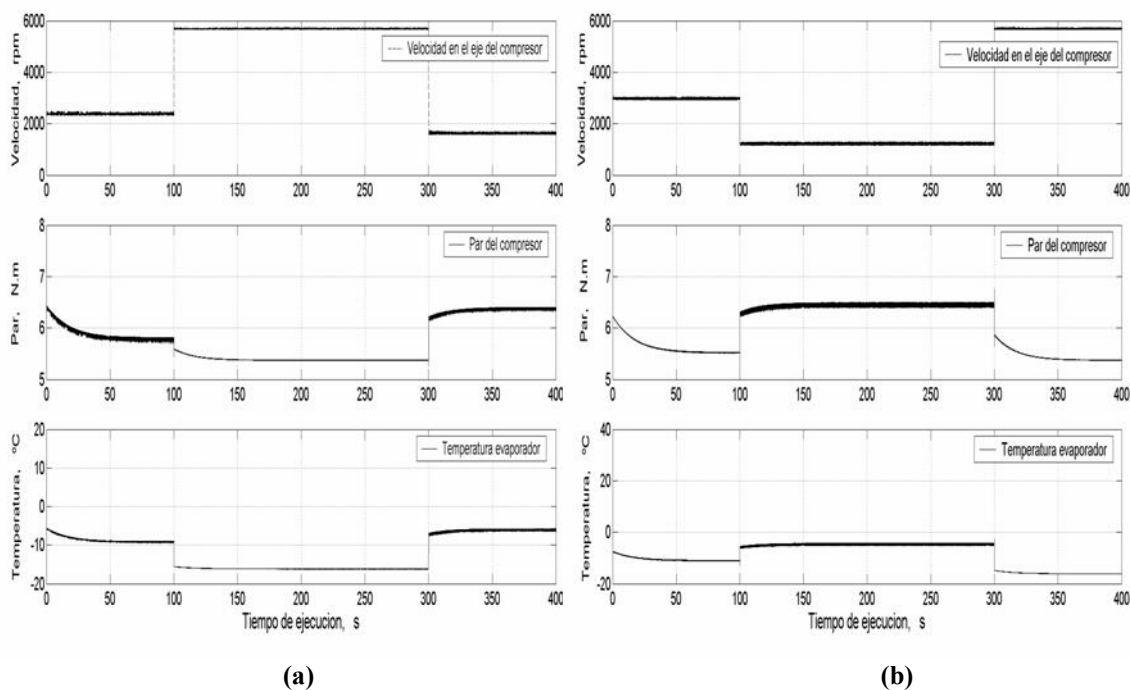 Velocidad, rpm
6000
4000
2000
0
Velocidad en el eje del compresor
0 50 100 150 200 250 300 350 400
Par, N.m
8
7
6
5
Par del compresor
0 50 100 150 200 250 300 350 400
Temperatura, ºC
20
10
0
-10
-20
Temperatura evaporador
0 50 100 150 200 250 300 350 400
Tiempo de ejecucion, s
(a)
Velocidad, rpm
6000
4000
2000
0
Velocidad en el eje del compresor
0 50 100 150 200 250 300 350 400
Par, N.m
8
7
6
5
Par del compresor
0 50 100 150 200 250 300 350 400
Temperatura, ºC
40
20
0
-20
Temperatura evaporador
0 50 100 150 200 250 300 350 400
Tiempo de ejecucion, s
(b)